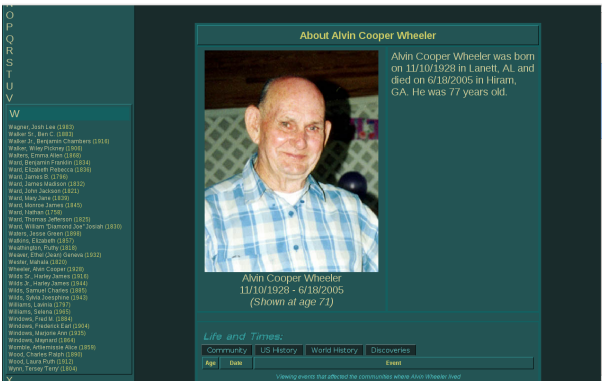 O
P
Q
R
S
T
U
V
W
Wagner, Josh Lee (1983)
Walker Sr., Ben C. (1883)
Walker Jr., Benjamin Chambers (1918)
Walker, Wiley Pickney (1908)
Walters, Emma Allen (1868)
Ward, Benjamin Franklin (1834)
Ward, Elizabeth Rebecca (1838)
Ward, James B. (1796)
Ward, James Madison (1832)
Ward, John Jackson (1821)
Ward, Mary Jane (1839)
Ward, Monroe James (1845)
Ward, Nathan (1758)
Ward, Thomas Jefferson (1825)
Ward, William "Diamond Joe" Josiah (1830)
Waters, Jesse Green (1898)
Watkins, Elizabeth (1857)
Weathington, Ruthy (1818)
Weaver, Ethel (Jean) Geneva (1932)
Wester, Mahala (1820)
Wheeler, Alvin Cooper (1928)
Wilds Sr., Harley James (1916)
Wilds Jr., Harley James (1944)
Wilds, Samuel Charles (1885)
Wilds, Sylvia Josephine (1943)
Williams, Lavinia (1797)
Williams, Selena (1965)
Windows, Fred M. (1894)
Windows, Frederick Earl (1904)
Windows, Marjorie Ann (1935)
Windows, Maynard (1864)
Womble, Artiemissie Alice (1859)
Wood, Charles Ralph (1890)
Wood, Laura Ruth (1912)
Wynn, Tersey 'Terry' (1804)
About Alvin Cooper Wheeler
Alvin Cooper Wheeler was born
on 11/10/1928 in Lanett, AL and
died on 6/18/2005 in Hiram,
GA. He was 77 years old.
Alvin Cooper Wheeler
11/10/1928 - 6/18/2005
(Shown at age 71)
Life and Times:
Community US History World History Discoveries
Age Date Event
Viewing events that affected the communities where Alvin Wheeler lived